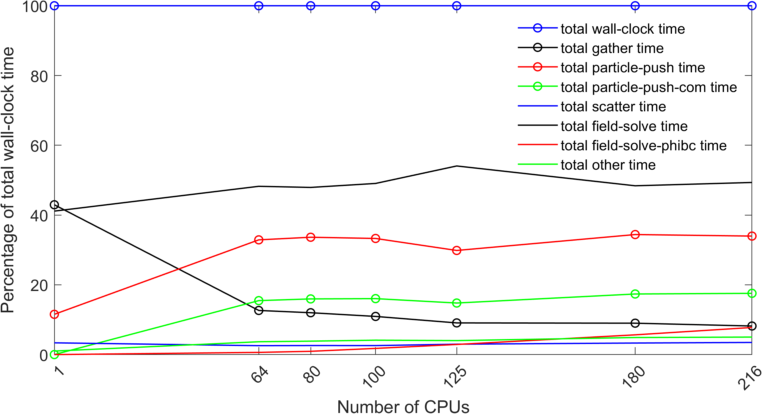 Percentage of total wall-clock time
100
80
60
40
20
0
total wall-clock time
total gather time
total particle-push time
total particle-push-com time
total scatter time
total field-solve time
total field-solve-phibc time
total other time
1
64
80
100
125
180
216
Number of CPUs